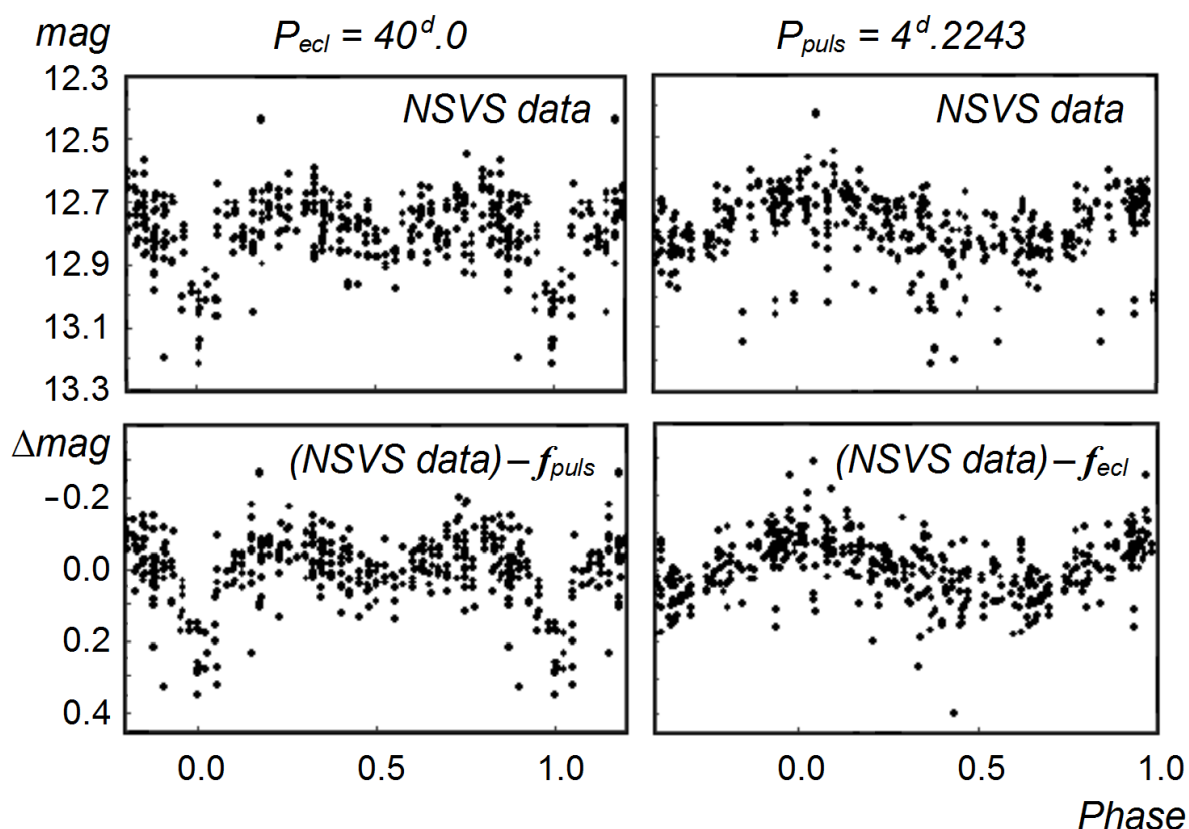 mag
P_ecl = 40^d.0
P_puls = 4^d.2243
12.3
12.5
12.7
12.9
13.1
13.3
NSVS data
NSVS data
Δmag
−0.2
0.0
0.2
0.4
(NSVS data) – f_puls
(NSVS data) – f_ecl
0.0 0.5 1.0
0.0 0.5 1.0
Phase